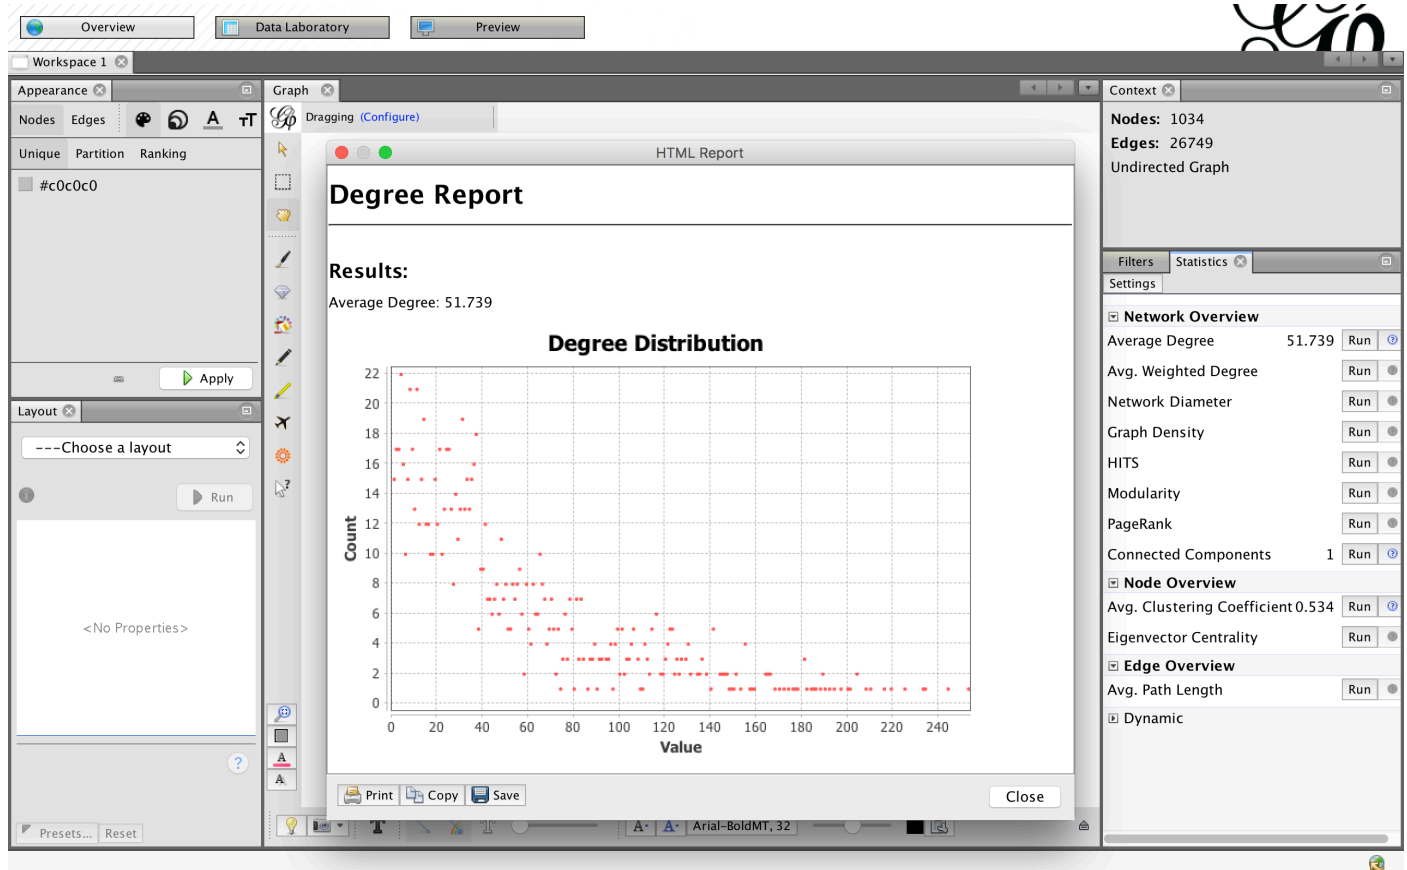 Overview
Data Laboratory
Preview
Workspace 1
Appearance
Nodes Edges
Unique Partition Ranking
#c0c0c0
Apply
Layout
---Choose a layout
Run
<No Properties>
Presets... Reset
Graph
Dragging (Configure)
HTML Report
Degree Report
Results:
Average Degree: 51.739
Degree Distribution
22
20
18
16
14
12
10
8
6
4
2
0
Count
0 20 40 60 80 100 120 140 160 180 200 220 240
Value
Print Copy Save
Close
Arial-BoldMT, 32
Context
Nodes: 1034
Edges: 26749
Undirected Graph
Filters Statistics
Settings
Network Overview
Average Degree 51.739 Run
Avg. Weighted Degree Run
Network Diameter Run
Graph Density Run
HITS Run
Modularity Run
PageRank Run
Connected Components 1 Run
Node Overview
Avg. Clustering Coefficient 0.534 Run
Eigenvector Centrality Run
Edge Overview
Avg. Path Length Run
Dynamic